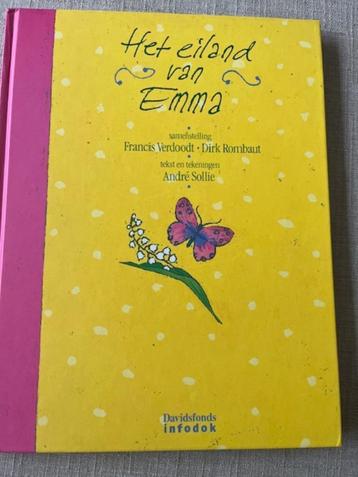 Het eiland
van
Emma
samenstelling
Francis Verdoodt • Dirk Rombaut
tekst en tekeningen
André Sollie
Davidsfonds
infodok